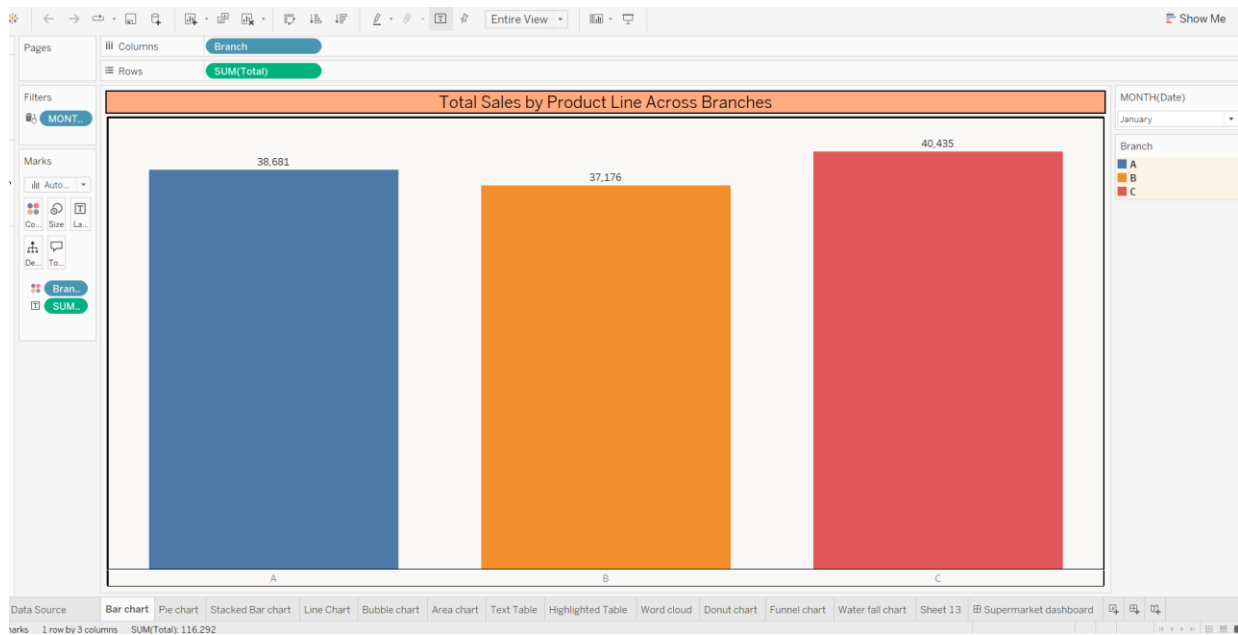 Entire View
Show Me
Pages
Columns
Branch
Rows
SUM(Total)
Filters
MONT..
Marks
Auto...
Co...
Size
La...
De...
To...
Bran..
SUM..
Total Sales by Product Line Across Branches
38,681
37,176
40,435
A
B
C
MONTH(Date)
January
Branch
A
B
C
Data Source
Bar chart
Pie chart
Stacked Bar chart
Line Chart
Bubble chart
Area chart
Text Table
Highlighted Table
Word cloud
Donut chart
Funnel chart
Water fall chart
Sheet 13
Supermarket dashboard
1 row by 3 columns
SUM(Total): 116,292